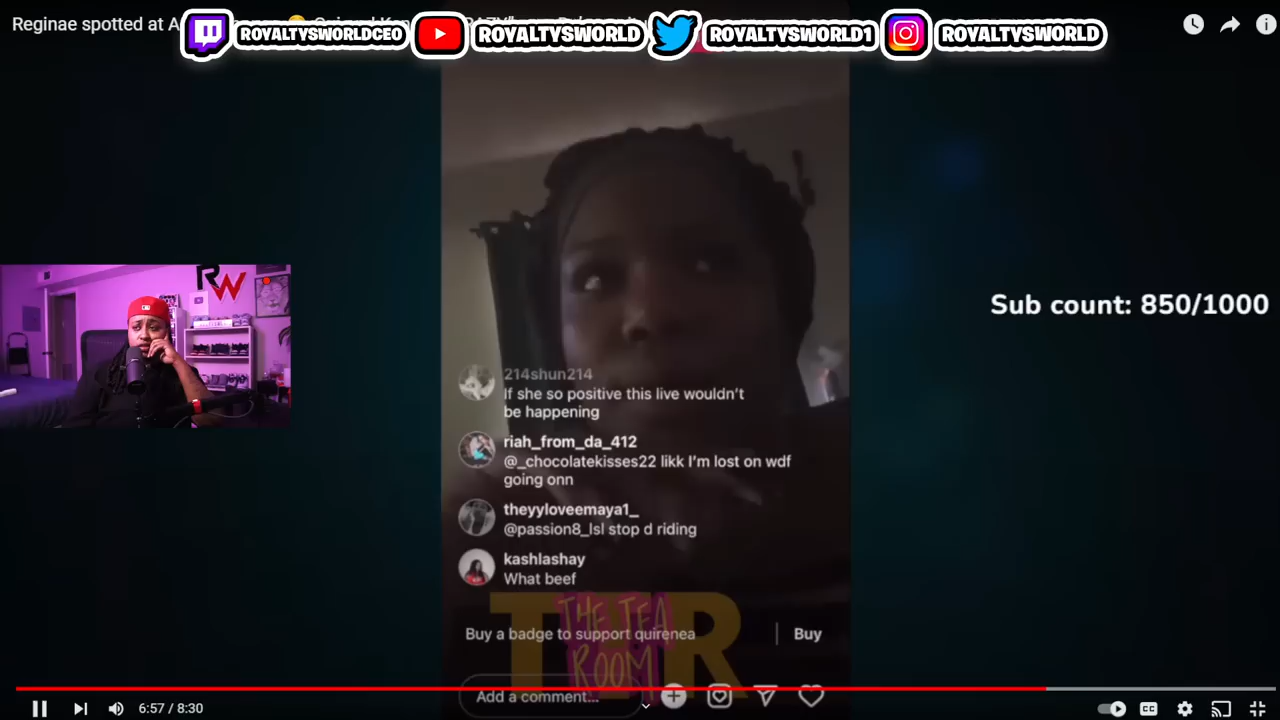 Reginae spotted at A
ROYALTYSWORLDCEO
ROYALTYSWORLD
ROYALTYSWORLD1
ROYALTYSWORLD
RW
Sub count: 850/1000
214shun214
If she so positive this live wouldn't
be happening
riah_from_da_412
@_chocolatekisses22 likk I'm lost on wdf
going onn
theyyloveemaya1_
@passion8_lsl stop d riding
kashlashay
What beef
TTR
THE TEA
ROOM
Buy a badge to support quirenea
Buy
Add a comment...
6:57 / 8:30
CC